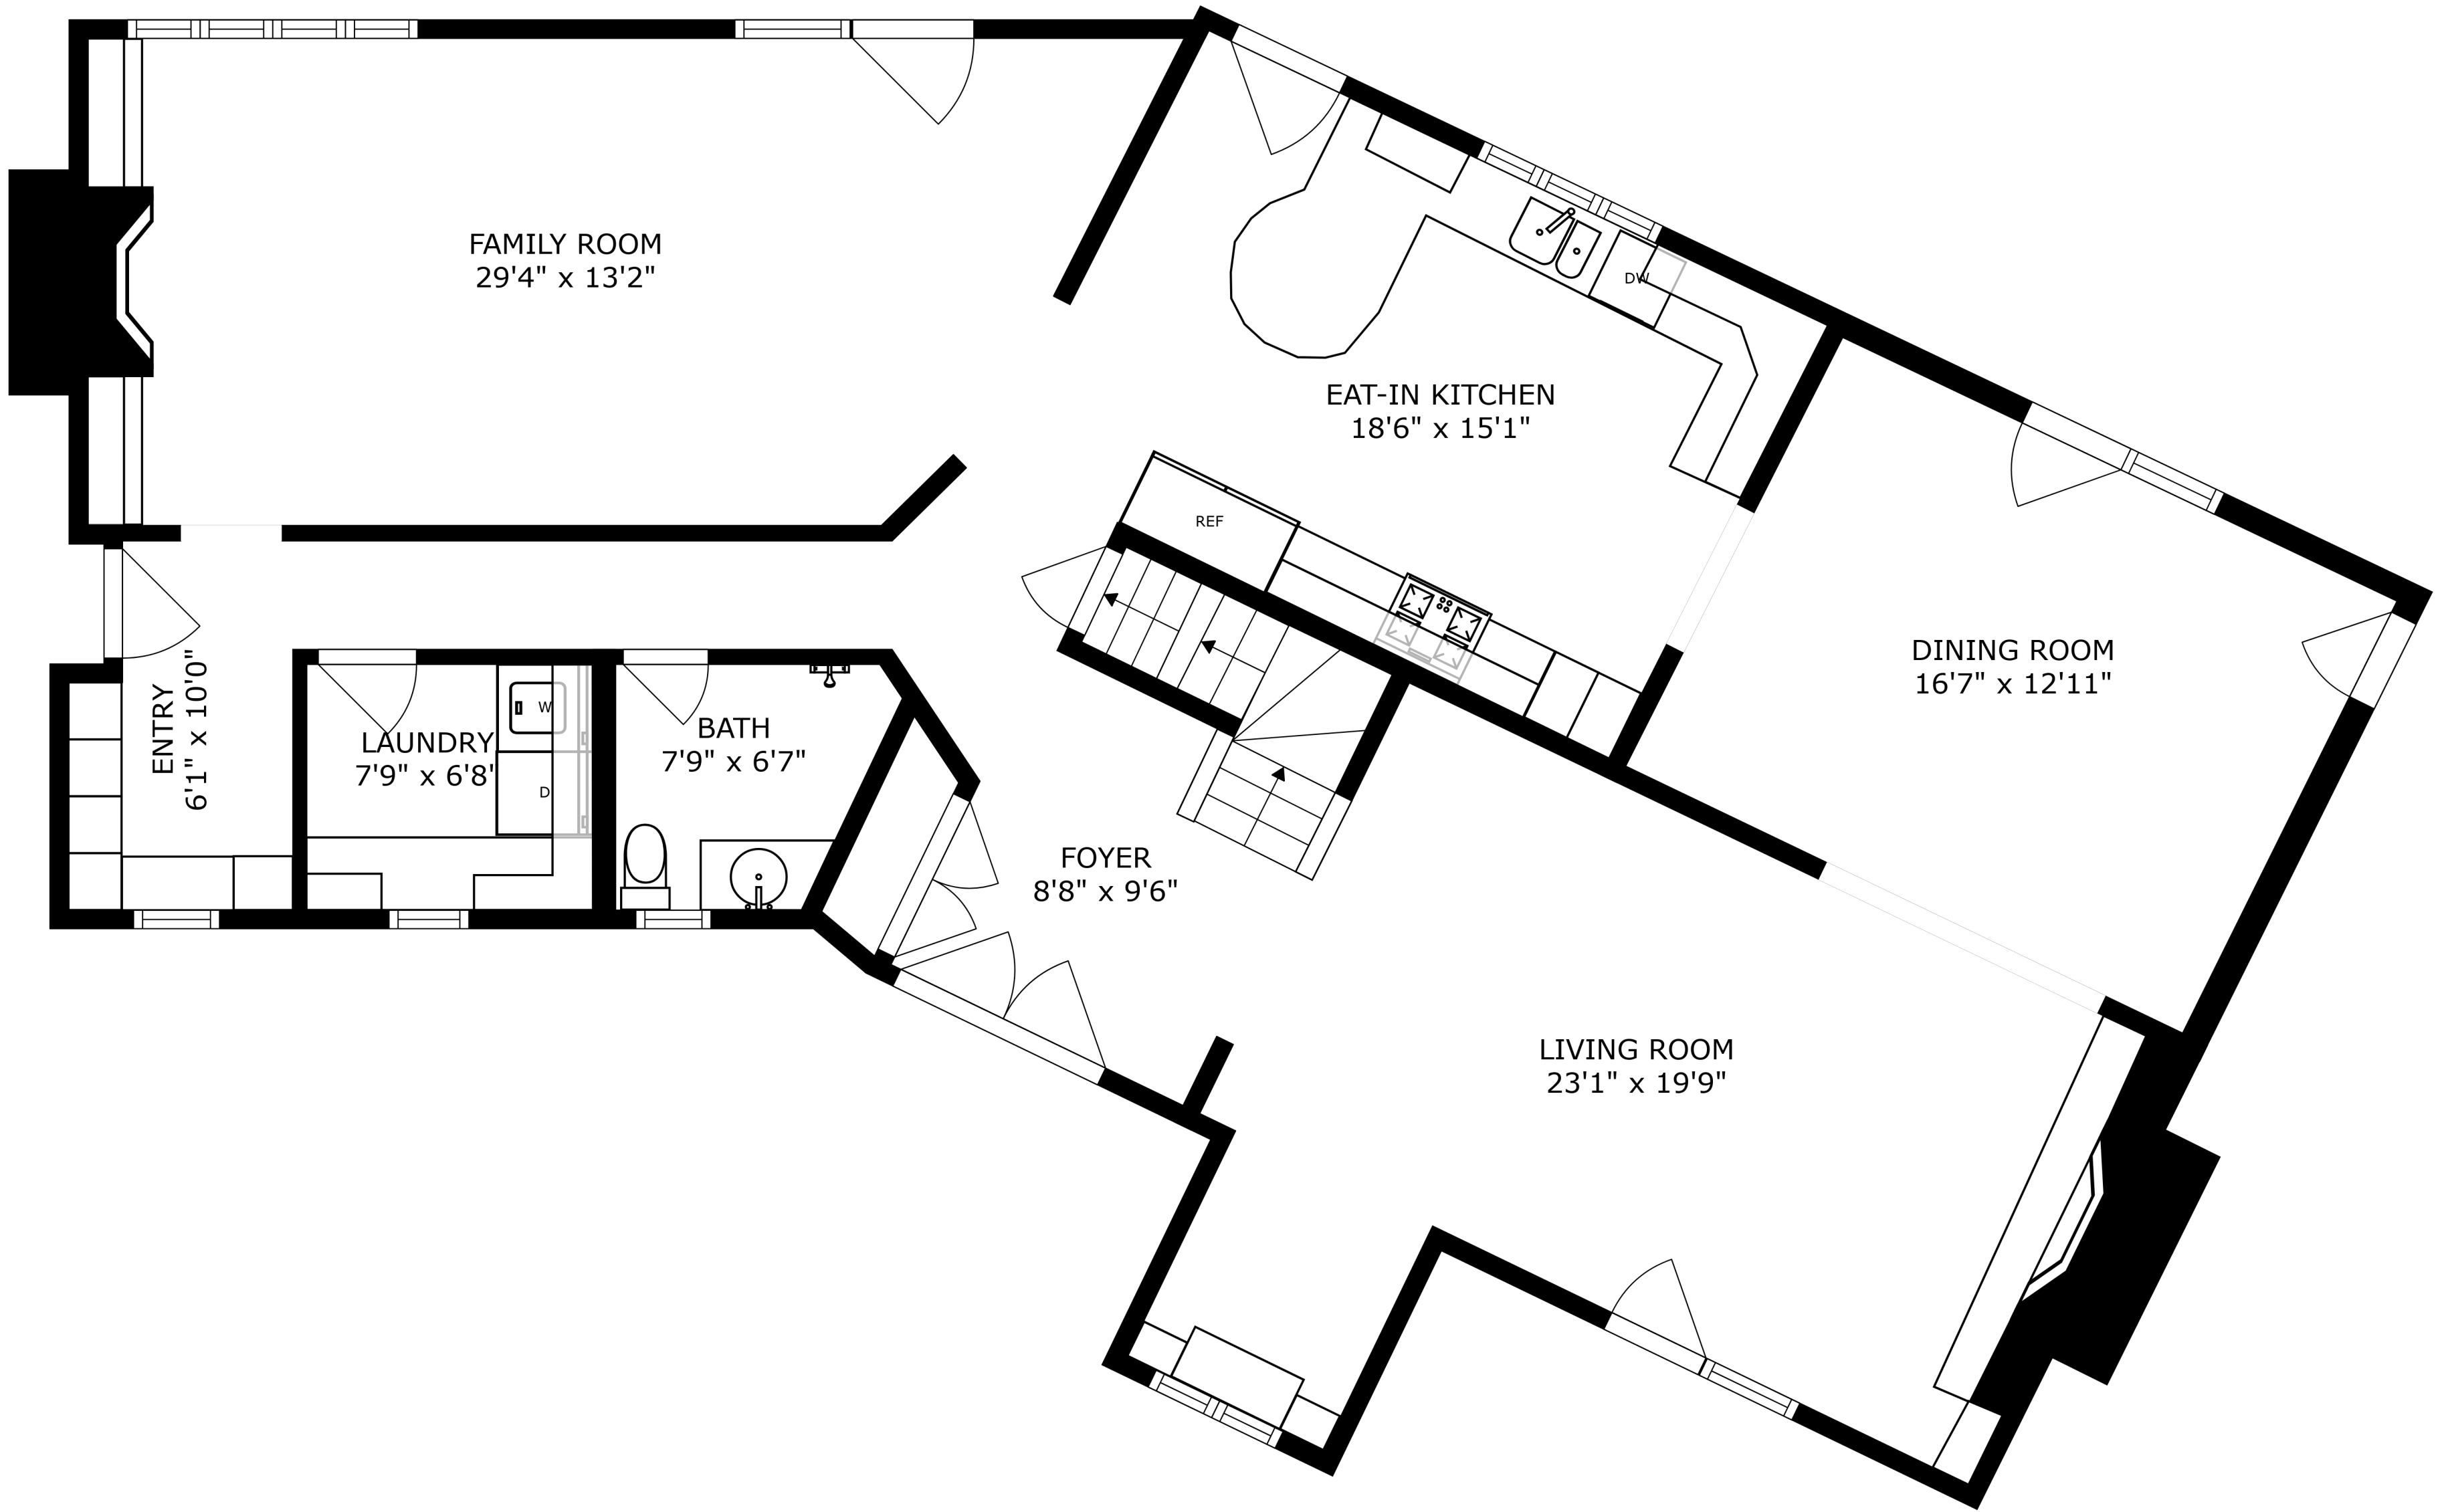 FAMILY ROOM
29'4" x 13'2"
DW
EAT-IN KITCHEN
18'6" x 15'1"
REF
DINING ROOM
16'7" x 12'11"
ENTRY
6'1" x 10'0"
LAUNDRY
7'9" x 6'8'
W
D
BATH
7'9" x 6'7"
FOYER
8'8" x 9'6"
LIVING ROOM
23'1" x 19'9"